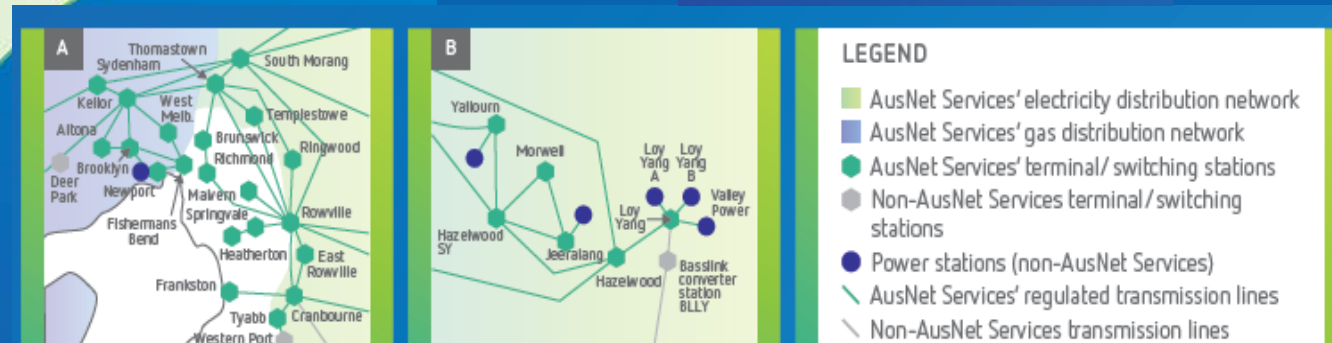 A
Thomastown
Sydenham
South Morang
Keilor
West
Melb.
Templestowe
Altona
Brunswick
Ringwood
Richmond
Brooklyn
Deer
Park
Newport
Malvern
Springvale
Rowville
Fishermans
Bend
Heatherton
East
Rowville
Frankston
Cranbourne
Tyabb
Western Port
B
Yallourn
Morwell
Loy
Yang
A
Loy
Yang
B
Valley
Power
Loy
Yang
Hazelwood
SY
Jeeralang
Hazelwood
Basslink
converter
station
BLLY
LEGEND
AusNet Services' electricity distribution network
AusNet Services' gas distribution network
AusNet Services' terminal/switching stations
Non-AusNet Services terminal/switching
stations
Power stations (non-AusNet Services)
AusNet Services' regulated transmission lines
Non-AusNet Services transmission lines